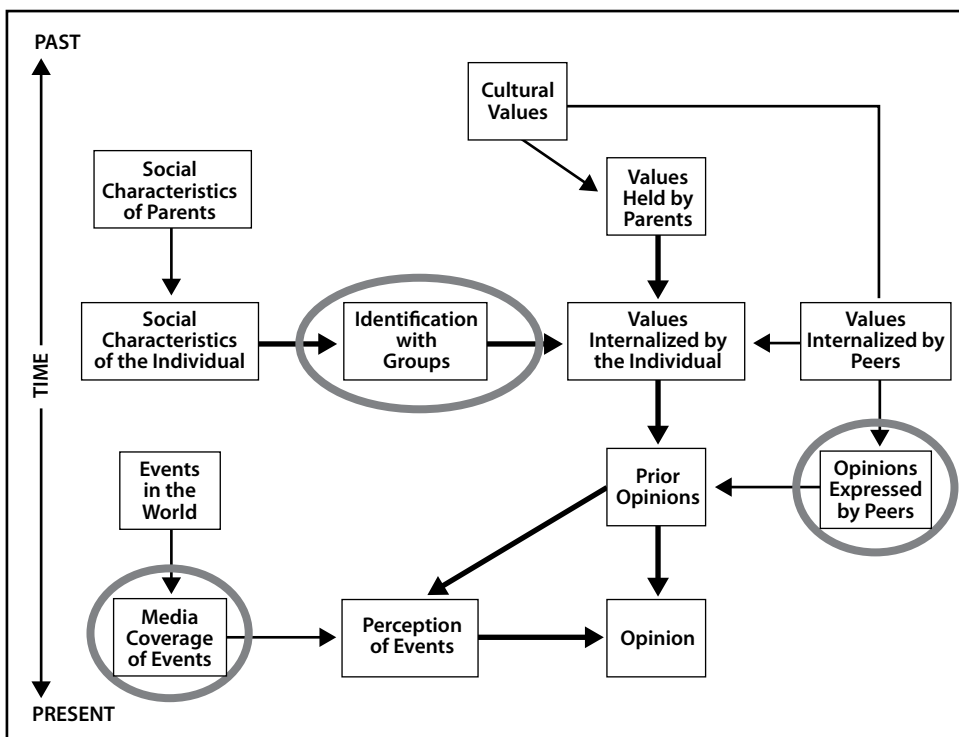 PAST
Cultural
Values
Social
Characteristics
of Parents
Values
Held by
Parents
TIME
Social
Characteristics
of the Individual
Identification
with
Groups
Values
Internalized by
the Individual
Values
Internalized by
Peers
Events
in the
World
Prior
Opinions
Opinions
Expressed
by Peers
Media
Coverage
of Events
Perception
of Events
Opinion
PRESENT